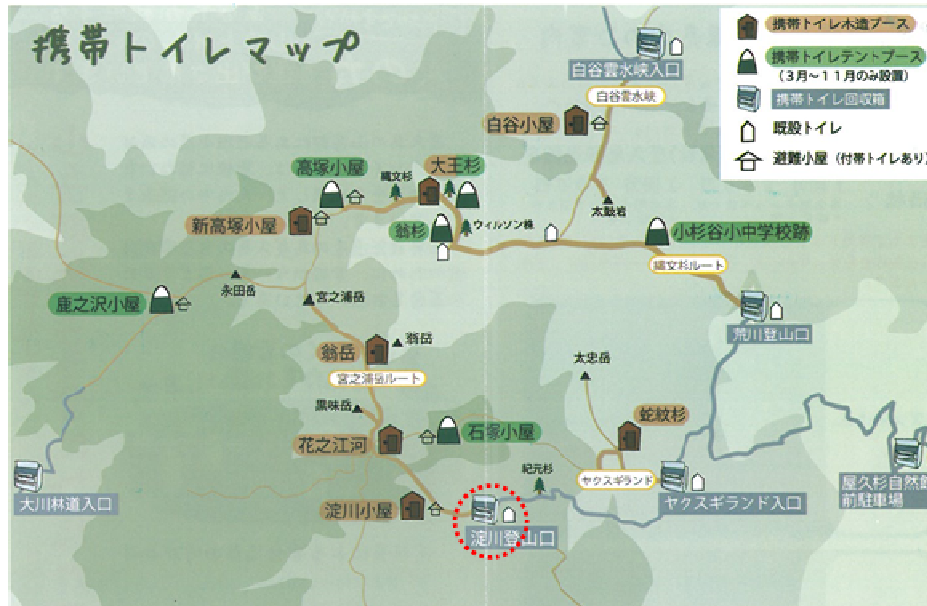 携帯トイレマップ
携帯トイレ木造ブース
携帯トイレテントブース
(3月~11月のみ設置)
携帯トイレ回収箱
既設トイレ
避難小屋(付帯トイレあり)
白谷雲水峡入口
白谷雲水峡
白谷小屋
高塚小屋
縄文杉
大王杉
新高塚小屋
翁杉
ウィルソン株
太鼓岩
小杉谷小中学校跡
縄文杉ルート
鹿之沢小屋
永田岳
宮之浦岳
荒川登山口
翁岳
翁岳
宮之浦岳ルート
太忠岳
黒味岳
花之江河
石塚小屋
蛇紋杉
紀元杉
ヤクスギランド
大川林道入口
ヤクスギランド入口
屋久杉自然館
前駐車場
淀川小屋
淀川登山口